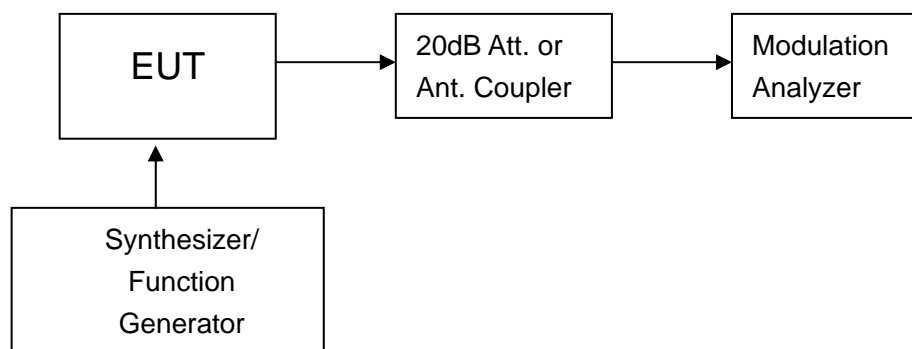 EUT
20dB Att. or
Ant. Coupler
Modulation
Analyzer
Synthesizer/
Function
Generator